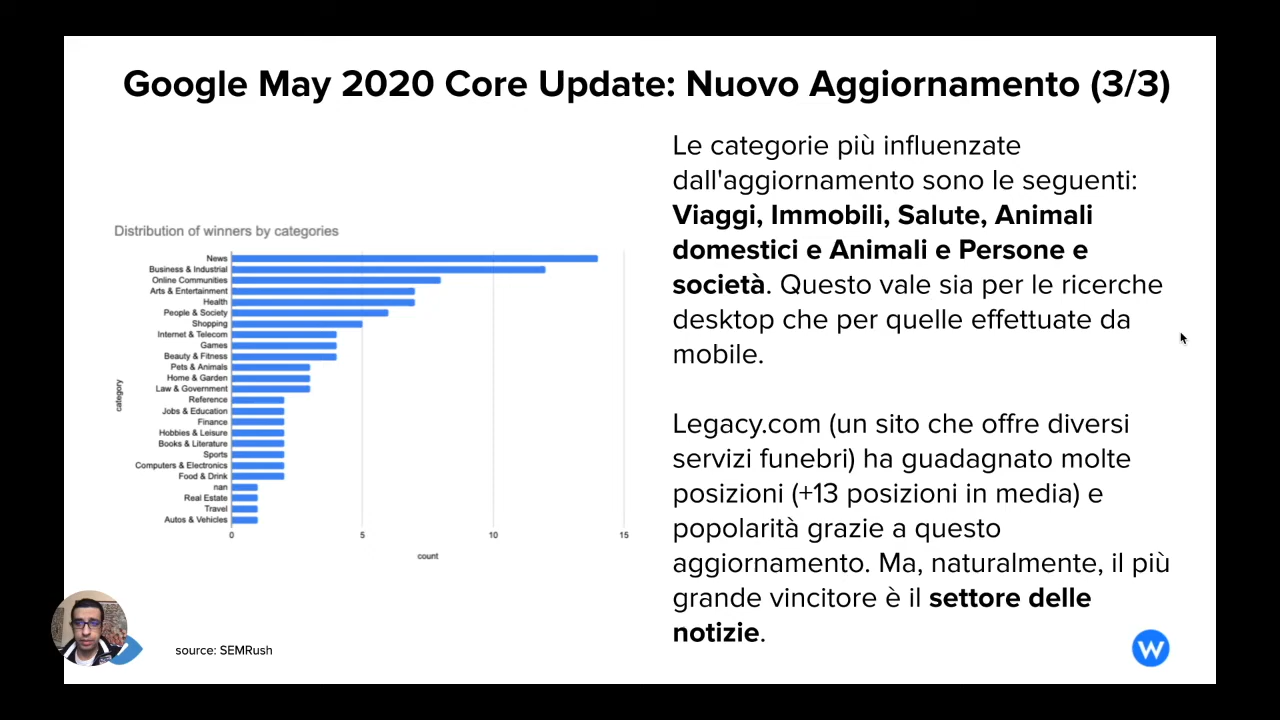 Google May 2020 Core Update: Nuovo Aggiornamento (3/3)
Distribution of winners by categories
News
Business & Industrial
Online Communities
Arts & Entertainment
Health
People & Society
Shopping
Internet & Telecom
Games
Beauty & Fitness
Pets & Animals
Home & Garden
Law & Government
Reference
Jobs & Education
Finance
Hobbies & Leisure
Books & Literature
Sports
Computers & Electronics
Food & Drink
nan
Real Estate
Travel
Autos & Vehicles
category
0 5 10 15
count
Le categorie più influenzate
dall'aggiornamento sono le seguenti:
Viaggi, Immobili, Salute, Animali
domestici e Animali e Persone e
società. Questo vale sia per le ricerche
desktop che per quelle effettuate da
mobile.
Legacy.com (un sito che offre diversi
servizi funebri) ha guadagnato molte
posizioni (+13 posizioni in media) e
popolarità grazie a questo
aggiornamento. Ma, naturalmente, il più
grande vincitore è il settore delle
notizie.
source: SEMRush
W